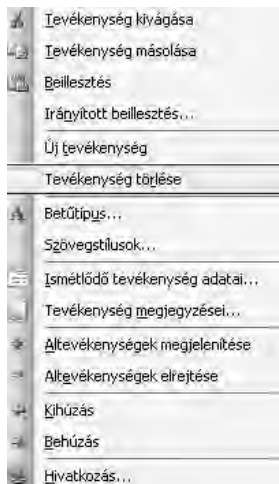 Tevékenység kivágása
Tevékenység másolása
Beillesztés
Irányított beillesztés...
Új tevékenység
Tevékenység törlése
Betűtípus...
Szövegstílusok...
Ismétlődő tevékenység adatai...
Tevékenység megjegyzései...
Altevékenységek megjelenítése
Altevékenységek elrejtése
Kihúzás
Behúzás
Hivatkozás...